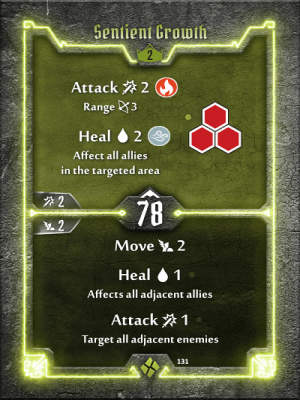 Sentient Growth
2
Attack 2
Range 3
Heal 2
Affect all allies
in the targeted area
2
78
2
Move 2
Heal 1
Affects all adjacent allies
Attack 1
Target all adjacent enemies
131